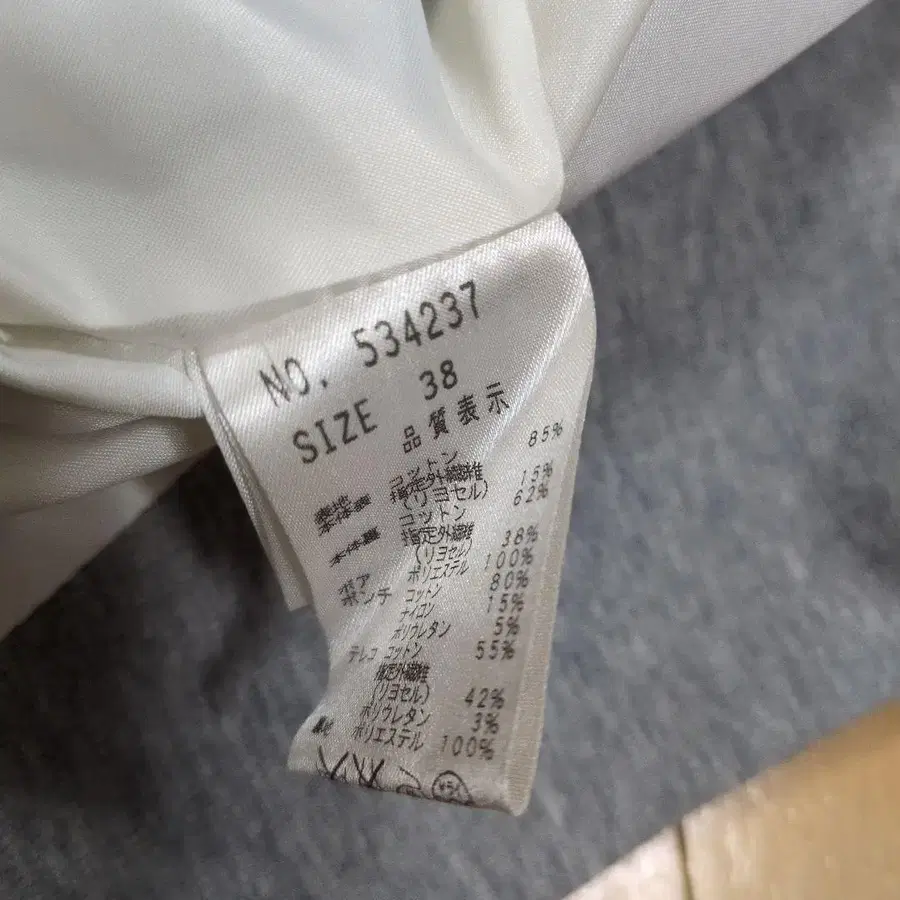 NO. 534237
SIZE 38
品質表示
コットン 85%
指定外繊維
(リヨセル) 15%
コットン 62%
指定外繊維
(リヨセル) 38%
ボア ポリエステル 100%
ポンチ コットン 80%
ナイロン 15%
ポリウレタン 5%
テレコ コットン 55%
指定外繊維
(リヨセル) 42%
ポリウレタン 3%
ポリエステル 100%